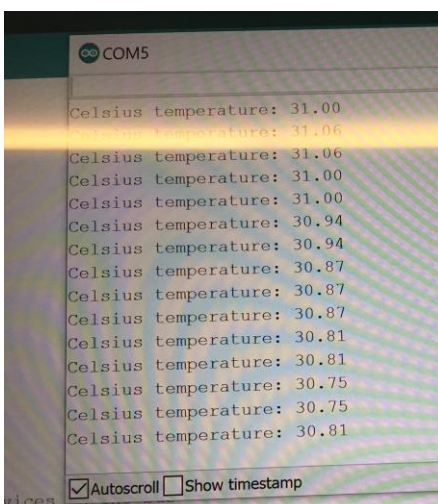 COM5
Celsius temperature: 31.00
Celsius temperature: 31.06
Celsius temperature: 31.06
Celsius temperature: 31.00
Celsius temperature: 31.00
Celsius temperature: 30.94
Celsius temperature: 30.94
Celsius temperature: 30.87
Celsius temperature: 30.87
Celsius temperature: 30.87
Celsius temperature: 30.81
Celsius temperature: 30.81
Celsius temperature: 30.75
Celsius temperature: 30.75
Celsius temperature: 30.81
Autoscroll Show timestamp